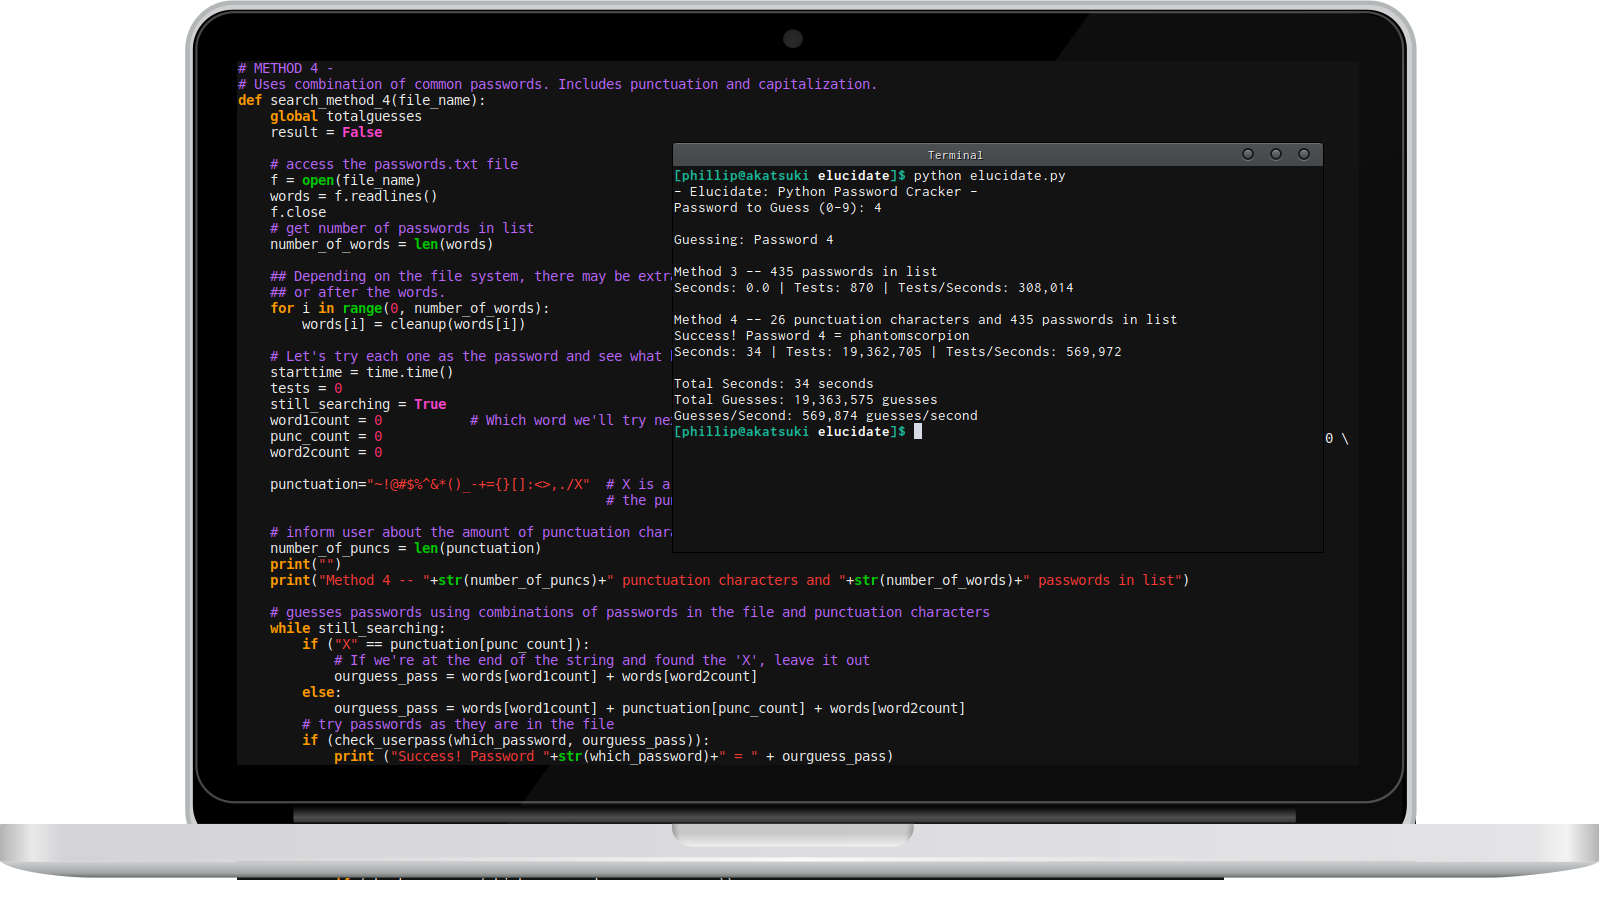 # METHOD 4 -
# Uses combination of common passwords. Includes punctuation and capitalization.
def search_method_4(file_name):
    global totalguesses
    result = False

    # access the passwords.txt file
    f = open(file_name)
    words = f.readlines()
    f.close
    # get number of passwords in list
    number_of_words = len(words)

    ## Depending on the file system, there may be extr
    ## or after the words.
    for i in range(0, number_of_words):
        words[i] = cleanup(words[i])

    # Let's try each one as the password and see what
    starttime = time.time()
    tests = 0
    still_searching = True
    word1count = 0           # Which word we'll try ne
    punc_count = 0
    word2count = 0

    punctuation="~!@#$%^&*()_-+={}[]:<>,./X"  # X is a
                                              # the pu

    # inform user about the amount of punctuation char
    number_of_puncs = len(punctuation)
    print("")
    print("Method 4 -- "+str(number_of_puncs)+" punctuation characters and "+str(number_of_words)+" passwords in list")

    # guesses passwords using combinations of passwords in the file and punctuation characters
    while still_searching:
        if ("X" == punctuation[punc_count]):
            # If we're at the end of the string and found the 'X', leave it out
            ourguess_pass = words[word1count] + words[word2count]
        else:
            ourguess_pass = words[word1count] + punctuation[punc_count] + words[word2count]
        # try passwords as they are in the file
        if (check_userpass(which_password, ourguess_pass)):
            print ("Success! Password "+str(which_password)+" = " + ourguess_pass)
Terminal
[phillip@akatsuki elucidate]$ python elucidate.py
- Elucidate: Python Password Cracker -
Password to Guess (0-9): 4

Guessing: Password 4

Method 3 -- 435 passwords in list
Seconds: 0.0 | Tests: 870 | Tests/Seconds: 308,014

Method 4 -- 26 punctuation characters and 435 passwords in list
Success! Password 4 = phantomscorpion
Seconds: 34 | Tests: 19,362,705 | Tests/Seconds: 569,972

Total Seconds: 34 seconds
Total Guesses: 19,363,575 guesses
Guesses/Second: 569,874 guesses/second
[phillip@akatsuki elucidate]$
0 \